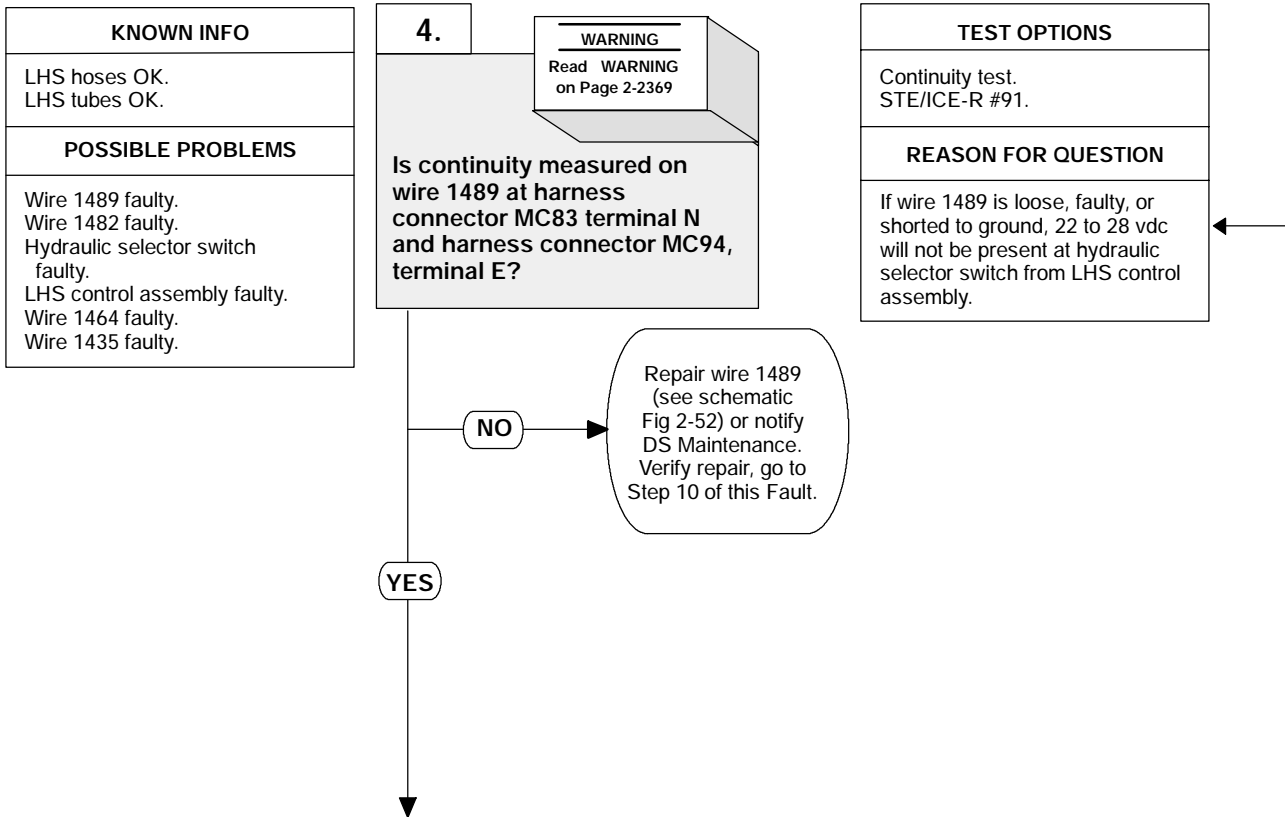 KNOWN INFO
LHS hoses OK.
LHS tubes OK.
POSSIBLE PROBLEMS
Wire 1489 faulty.
Wire 1482 faulty.
Hydraulic selector switch
faulty.
LHS control assembly faulty.
Wire 1464 faulty.
Wire 1435 faulty.
4.
WARNING
Read WARNING
on Page 2-2369
Is continuity measured on
wire 1489 at harness
connector MC83 terminal N
and harness connector MC94,
terminal E?
TEST OPTIONS
Continuity test.
STE/ICE-R #91.
REASON FOR QUESTION
If wire 1489 is loose, faulty, or
shorted to ground, 22 to 28 vdc
will not be present at hydraulic
selector switch from LHS control
assembly.
NO
Repair wire 1489
(see schematic
Fig 2-52) or notify
DS Maintenance.
Verify repair, go to
Step 10 of this Fault.
YES